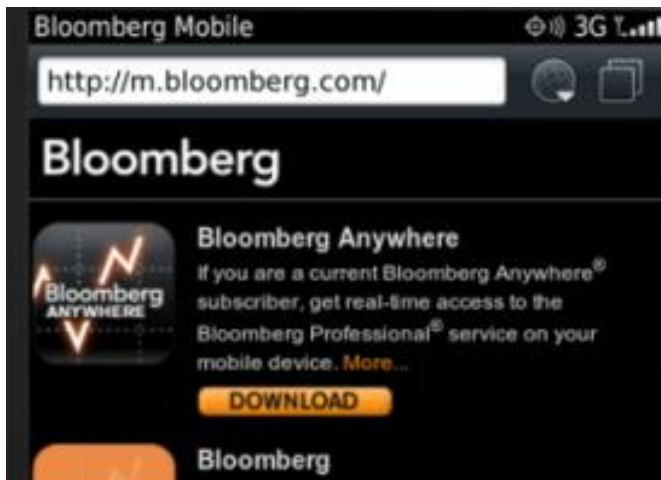 Bloomberg Mobile 3G
http://m.bloomberg.com/
Bloomberg
Bloomberg Anywhere
If you are a current Bloomberg Anywhere®
subscriber, get real-time access to the
Bloomberg Professional® service on your
mobile device. More...
Bloomberg
ANYWHERE
DOWNLOAD
Bloomberg